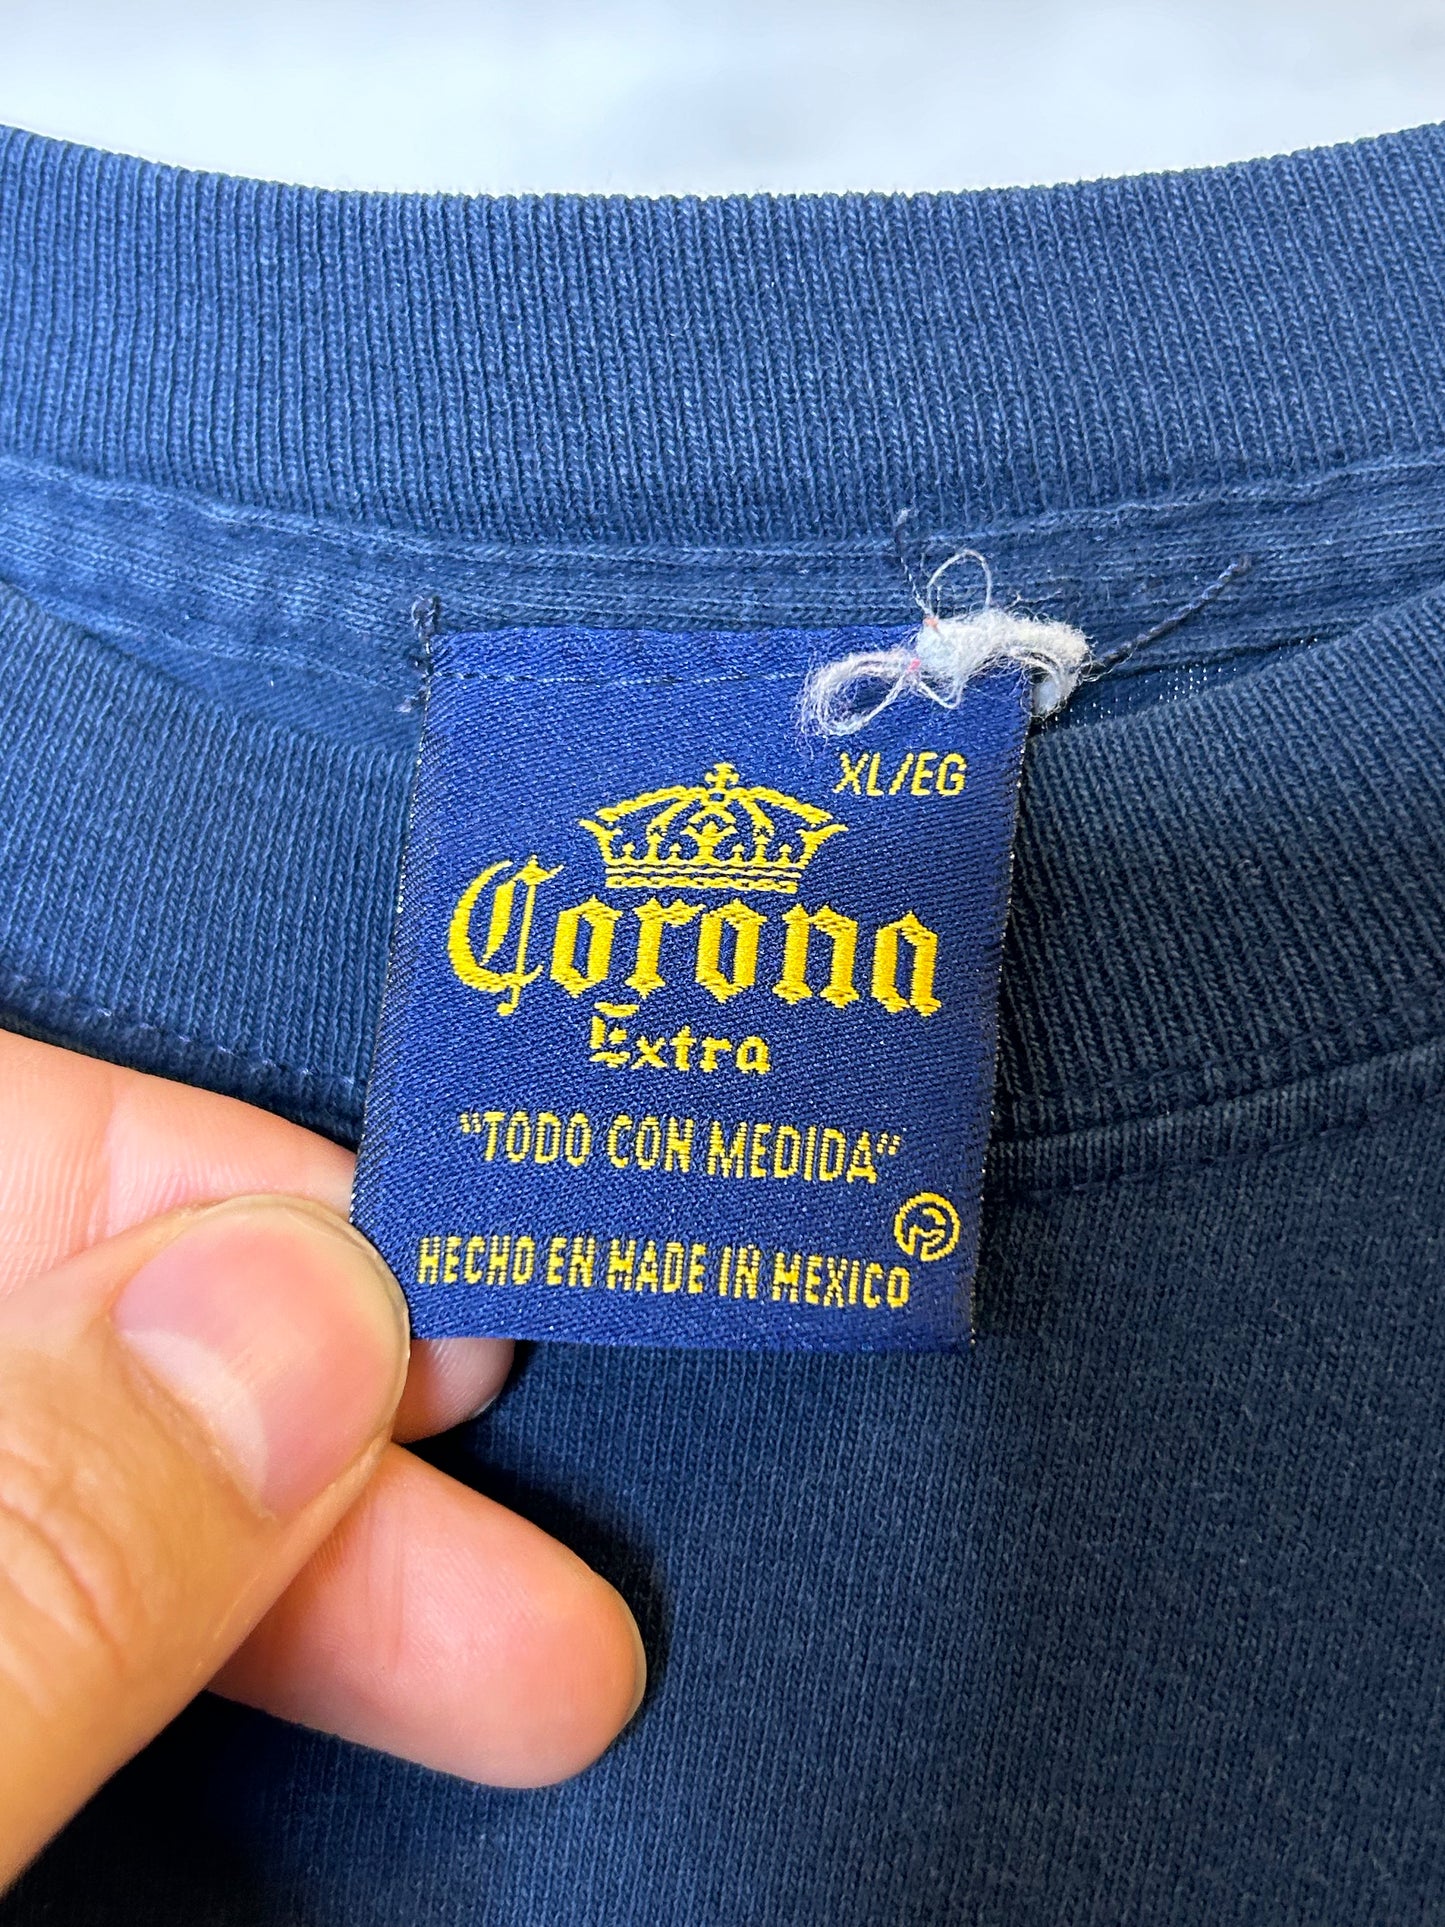 XL/EG
Corona
Extra
"TODO CON MEDIDA"
HECHO EN MADE IN MEXICO